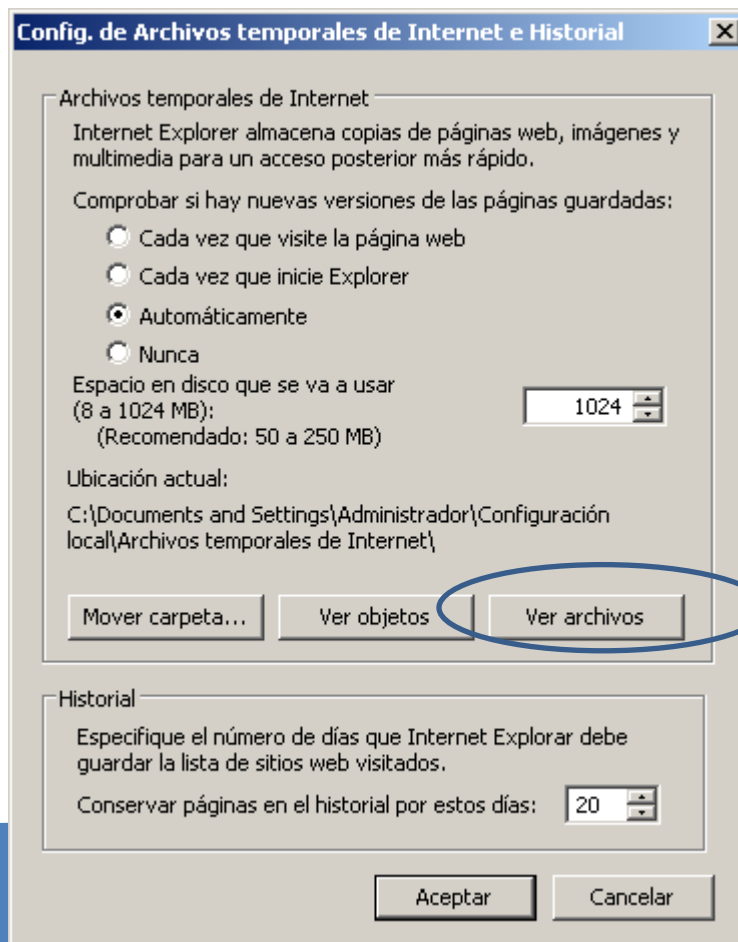 Config. de Archivos temporales de Internet e Historial
Archivos temporales de Internet
Internet Explorer almacena copias de páginas web, imágenes y
multimedia para un acceso posterior más rápido.
Comprobar si hay nuevas versiones de las páginas guardadas:
Cada vez que visite la página web
Cada vez que inicie Explorer
Automáticamente
Nunca
Espacio en disco que se va a usar
(8 a 1024 MB):
1024
(Recomendado: 50 a 250 MB)
Ubicación actual:
C:\Documents and Settings\Administrador\Configuración
local\Archivos temporales de Internet\
Mover carpeta... Ver objetos Ver archivos
Historial
Especifique el número de días que Internet Explorar debe
guardar la lista de sitios web visitados.
Conservar páginas en el historial por estos días: 20
Aceptar Cancelar